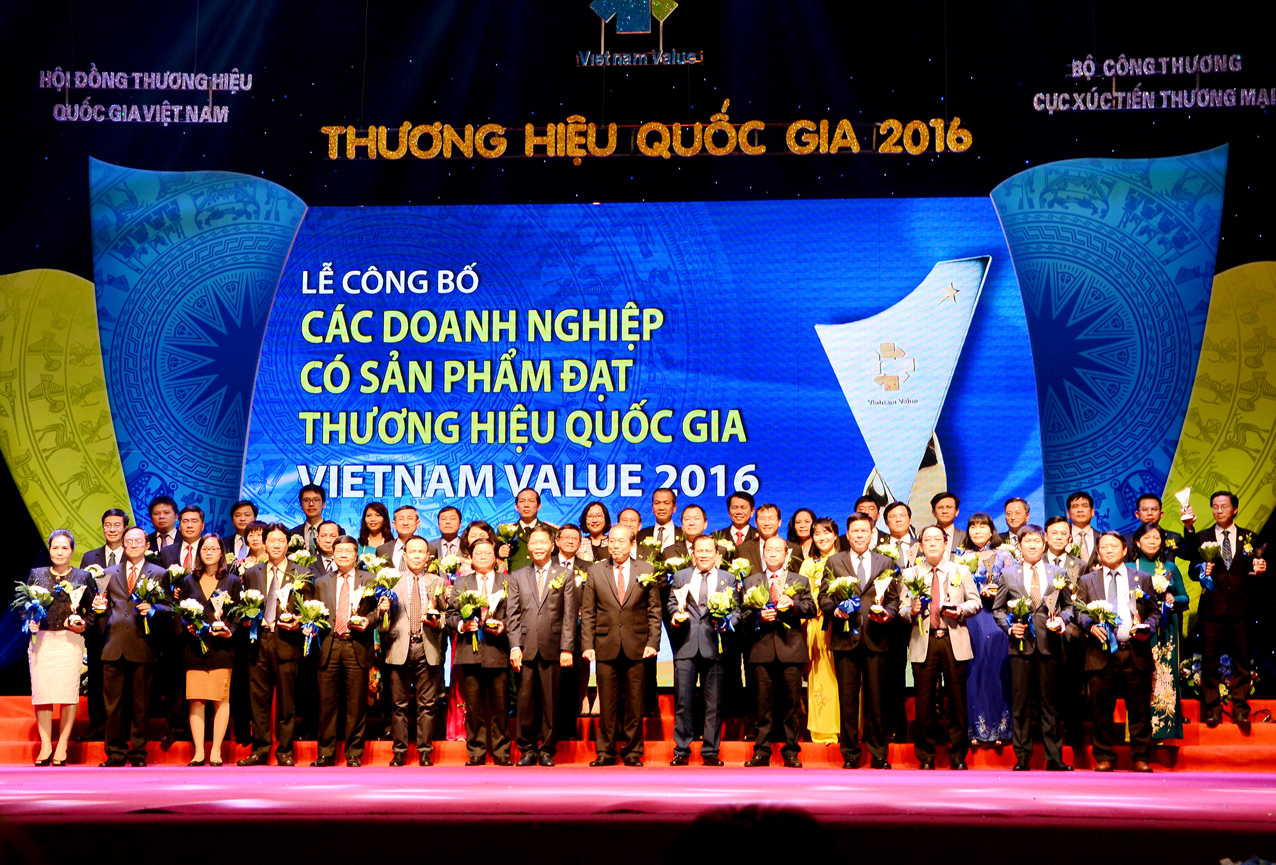 Vietnam Value
HỘI ĐỒNG THƯƠNG HIỆU
QUỐC GIA VIỆT NAM
BỘ CÔNG THƯƠNG
CỤC XÚC TIẾN THƯƠNG MẠI
THƯƠNG HIỆU QUỐC GIA 2016
LỄ CÔNG BỐ
CÁC DOANH NGHIỆP
CÓ SẢN PHẨM ĐẠT
THƯƠNG HIỆU QUỐC GIA
VIETNAM VALUE 2016
Vietnam Value